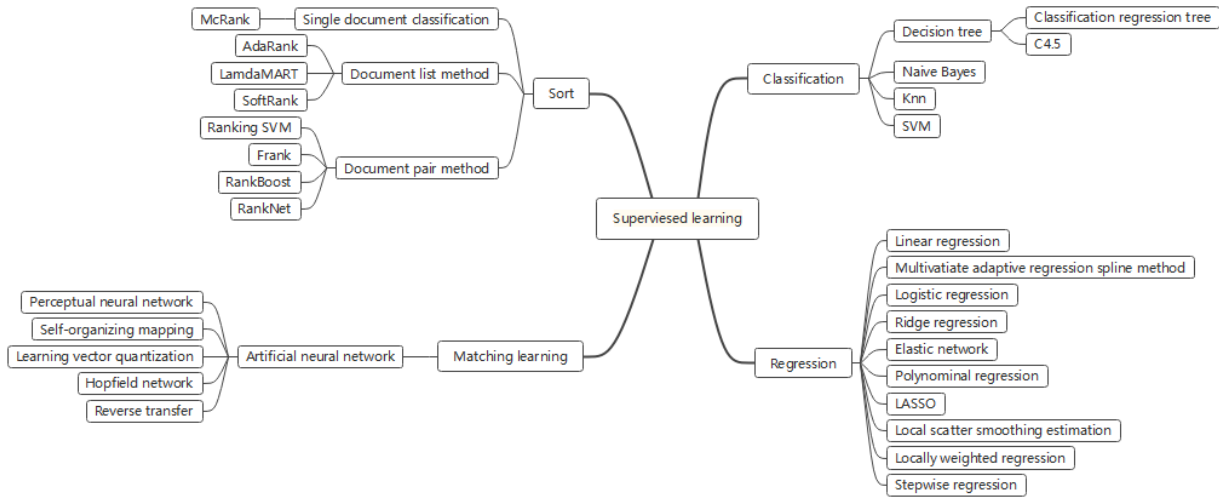 McRank
Single document classification
AdaRank
LamdaMART
SoftRank
Document list method
Ranking SVM
Frank
RankBoost
RankNet
Document pair method
Sort
Classification
Decision tree
Classification regression tree
C4.5
Naive Bayes
Knn
SVM
Superviesed learning
Perceptual neural network
Self-organizing mapping
Learning vector quantization
Hopfield network
Reverse transfer
Artificial neural network
Matching learning
Regression
Linear regression
Multivatiate adaptive regression spline method
Logistic regression
Ridge regression
Elastic network
Polynominal regression
LASSO
Local scatter smoothing estimation
Locally weighted regression
Stepwise regression